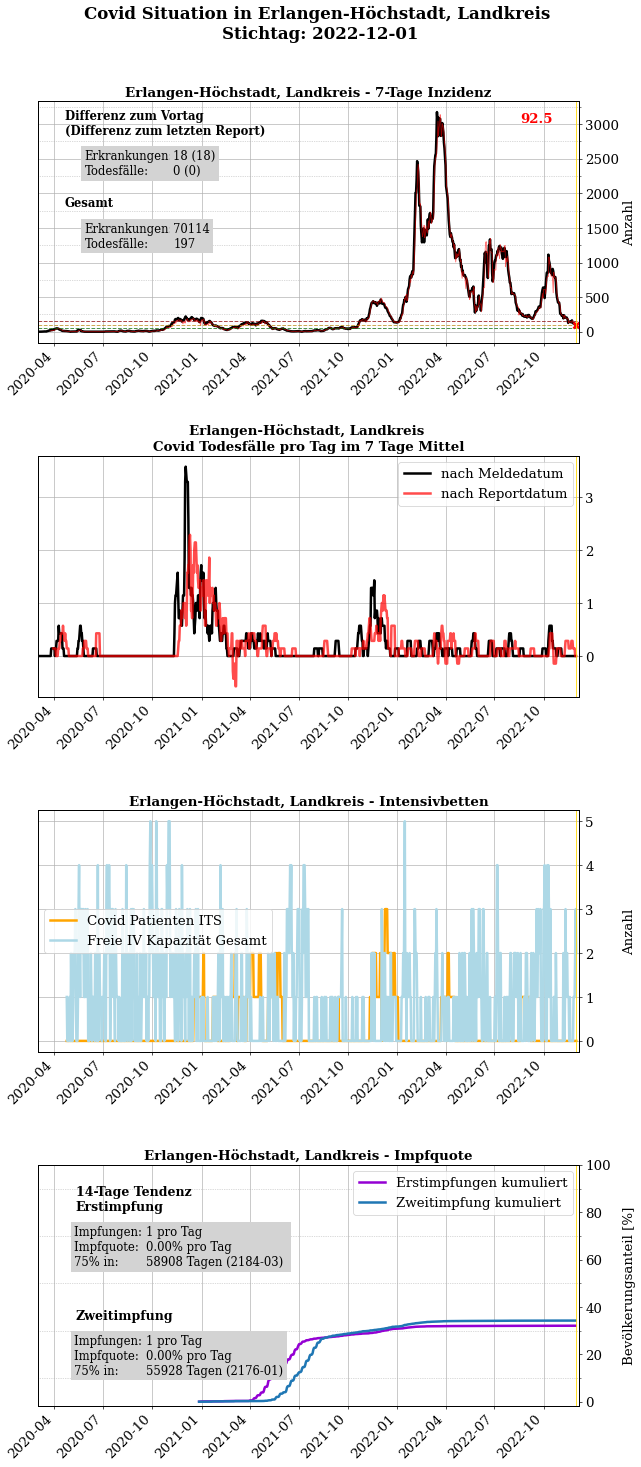 Covid Situation in Erlangen-Höchstadt, Landkreis
Stichtag: 2022-12-01
Erlangen-Höchstadt, Landkreis - 7-Tage Inzidenz
Differenz zum Vortag
(Differenz zum letzten Report)
Erkrankungen 18 (18)
Todesfälle: 0 (0)
Gesamt
Erkrankungen 70114
Todesfälle: 197
92.5
3000
2500
2000
1500
1000
500
0
Anzahl
2020-04 2020-07 2020-10 2021-01 2021-04 2021-07 2021-10 2022-01 2022-04 2022-07 2022-10
Erlangen-Höchstadt, Landkreis
Covid Todesfälle pro Tag im 7 Tage Mittel
nach Meldedatum
nach Reportdatum
3
2
1
0
2020-04 2020-07 2020-10 2021-01 2021-04 2021-07 2021-10 2022-01 2022-04 2022-07 2022-10
Erlangen-Höchstadt, Landkreis - Intensivbetten
Covid Patienten ITS
Freie IV Kapazität Gesamt
5
4
3
2
1
0
Anzahl
2020-04 2020-07 2020-10 2021-01 2021-04 2021-07 2021-10 2022-01 2022-04 2022-07 2022-10
Erlangen-Höchstadt, Landkreis - Impfquote
14-Tage Tendenz
Erstimpfung
Impfungen: 1 pro Tag
Impfquote: 0.00% pro Tag
75% in: 58908 Tagen (2184-03)
Zweitimpfung
Impfungen: 1 pro Tag
Impfquote: 0.00% pro Tag
75% in: 55928 Tagen (2176-01)
Erstimpfungen kumuliert
Zweitimpfung kumuliert
100
80
60
40
20
0
Bevölkerungsanteil [%]
2020-04 2020-07 2020-10 2021-01 2021-04 2021-07 2021-10 2022-01 2022-04 2022-07 2022-10